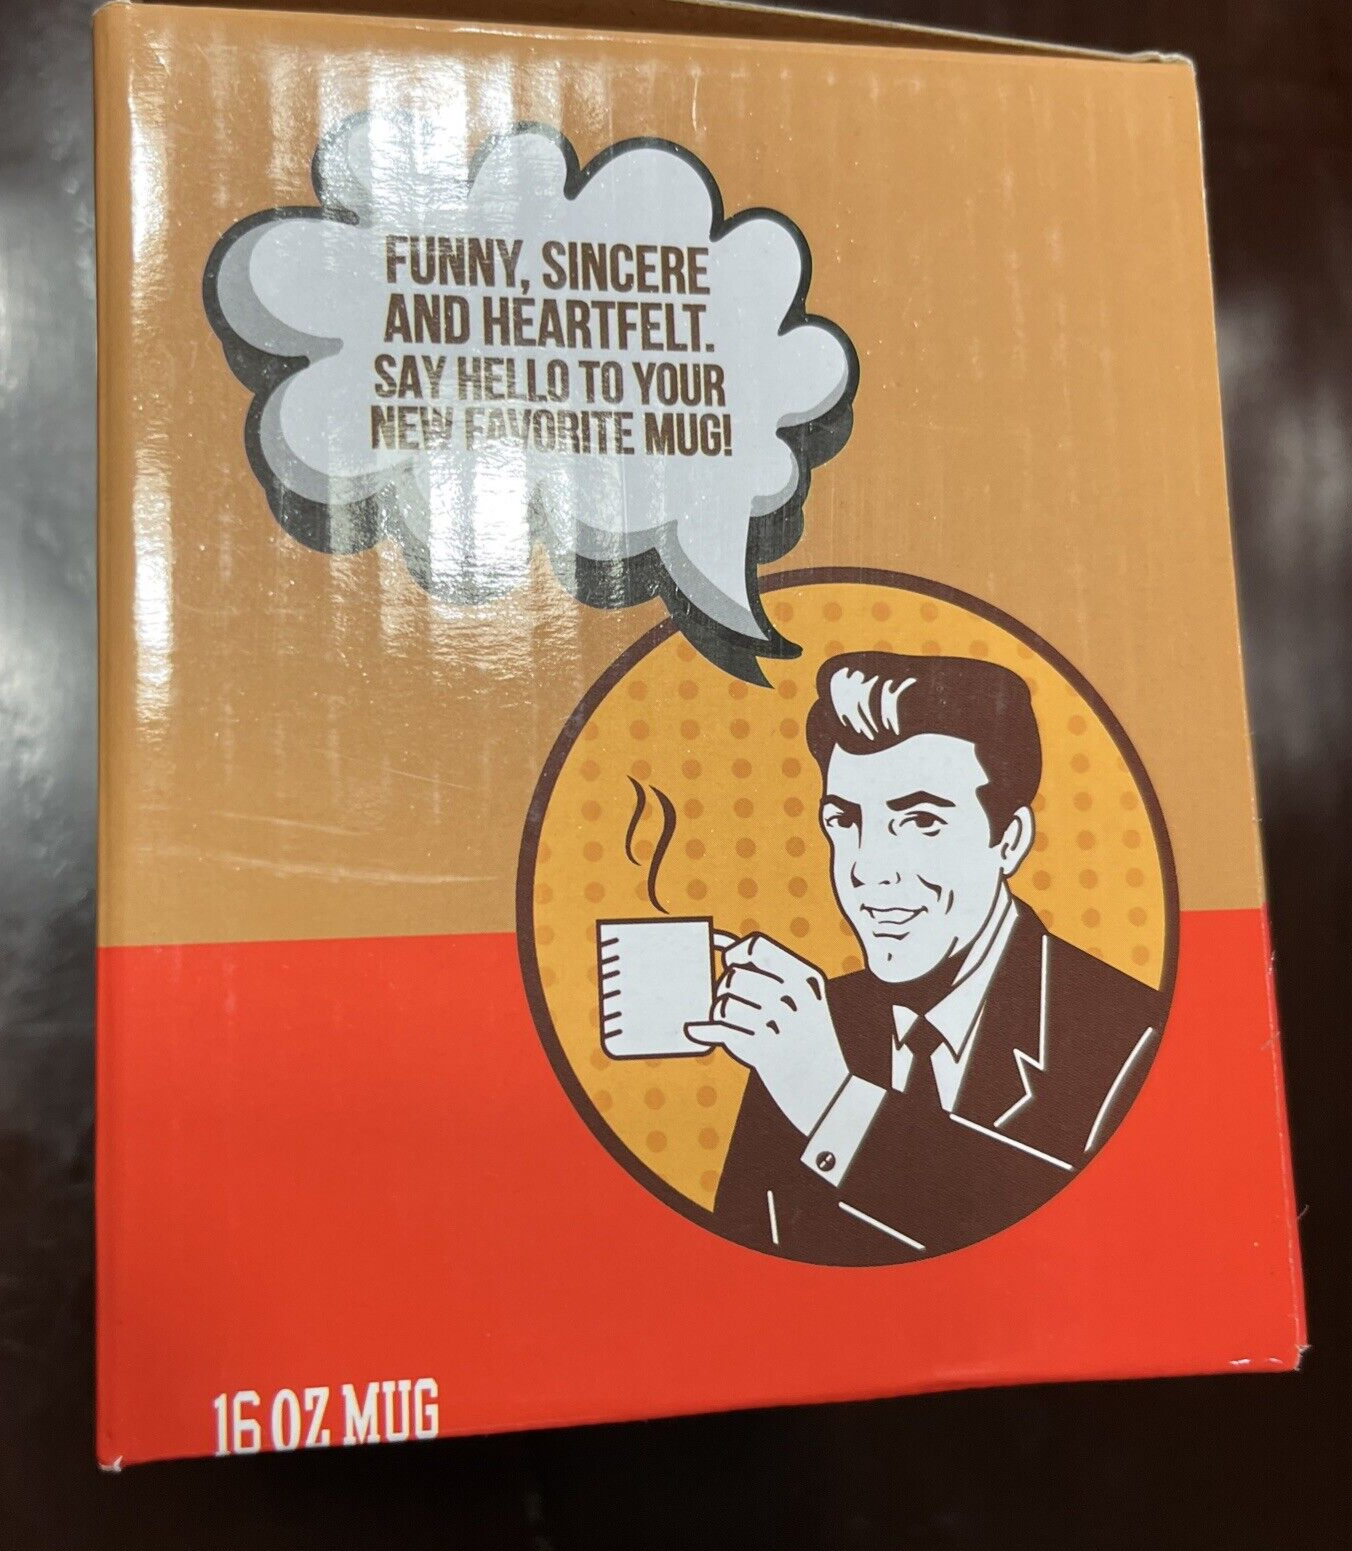 FUNNY, SINCERE
AND HEARTFELT.
SAY HELLO TO YOUR
NEW FAVORITE MUG!
16 OZ MUG